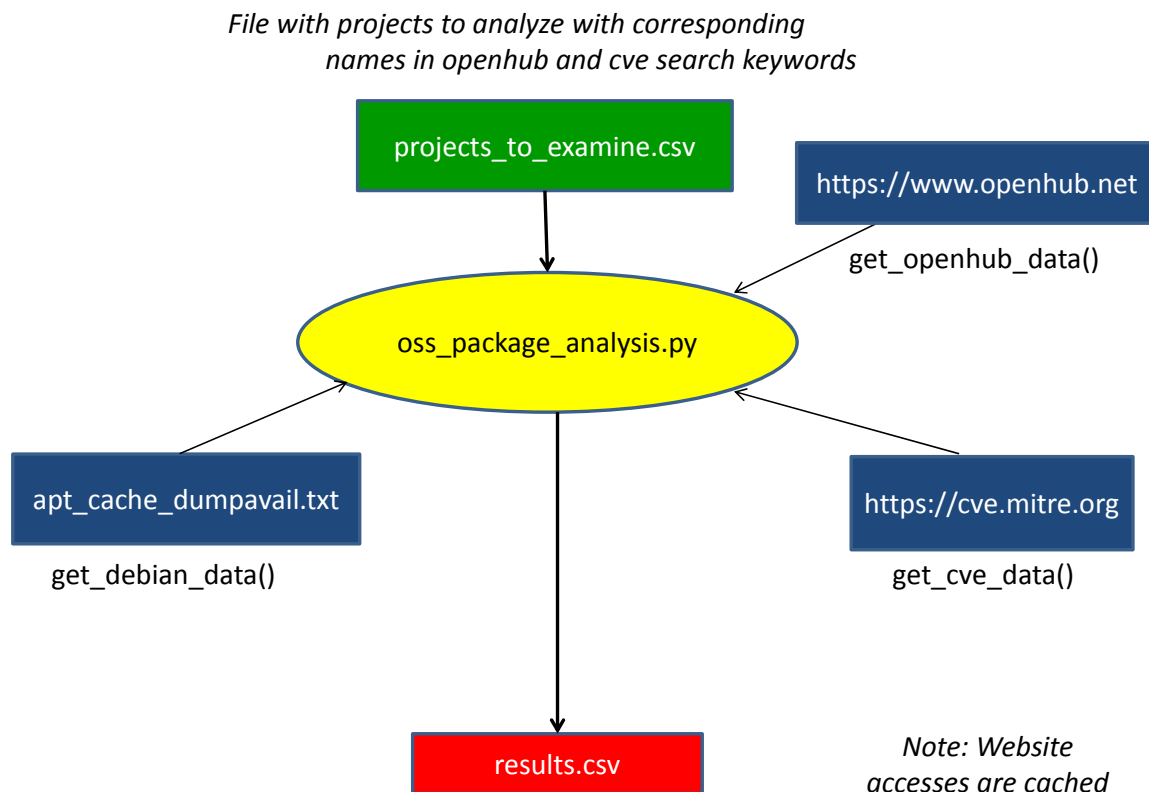 File with projects to analyze with corresponding
names in openhub and cve search keywords
projects_to_examine.csv
https://www.openhub.net
get_openhub_data()
oss_package_analysis.py
apt_cache_dumpavail.txt
get_debian_data()
https://cve.mitre.org
get_cve_data()
results.csv
Note: Website
accesses are cached